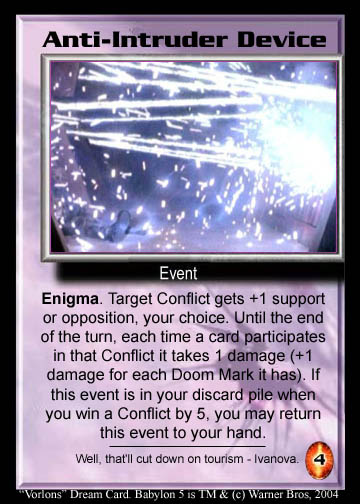 Anti-Intruder Device
Event
Enigma. Target Conflict gets +1 support
or opposition, your choice. Until the end
of the turn, each time a card participates
in that Conflict it takes 1 damage (+1
damage for each Doom Mark it has). If
this event is in your discard pile when
you win a Conflict by 5, you may return
this event to your hand.
Well, that'll cut down on tourism - Ivanova.
4
“Vorlons” Dream Card. Babylon 5 is TM & (c) Warner Bros, 2004